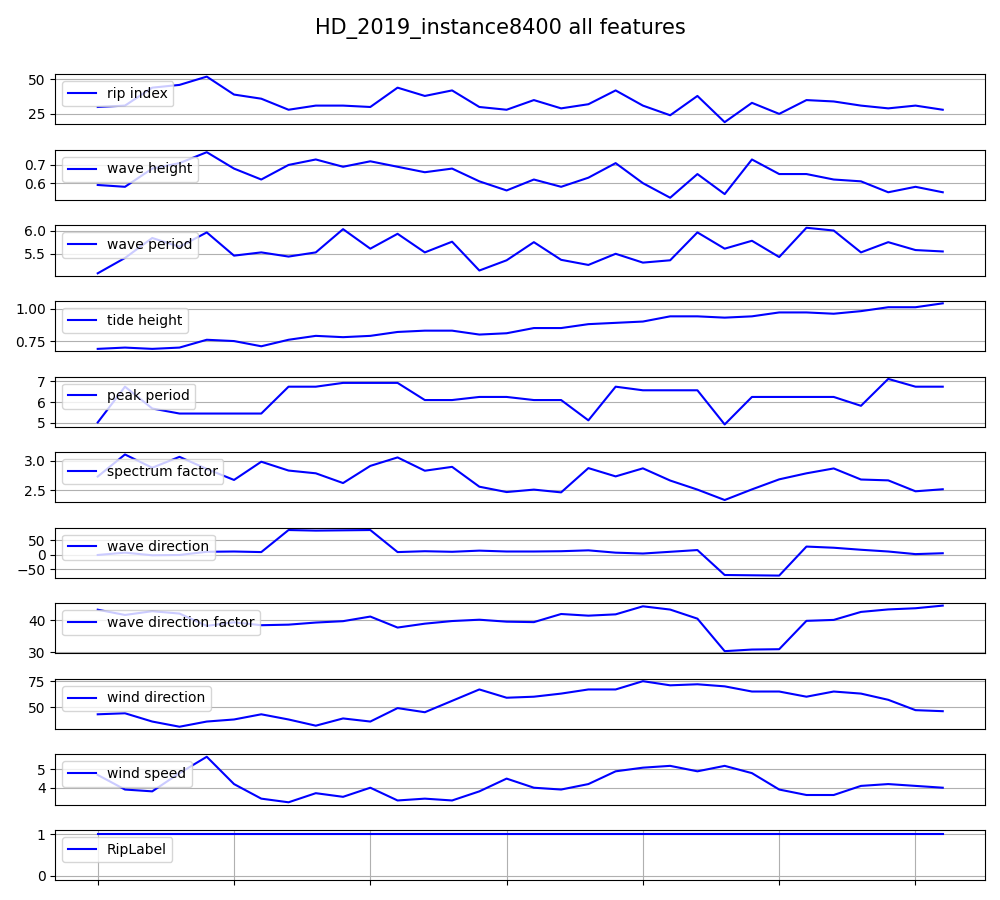 HD_2019_instance8400 all features
50
25
rip index
0.7
0.6
wave height
6.0
5.5
wave period
1.00
0.75
tide height
7
6
5
peak period
3.0
2.5
spectrum factor
50
0
−50
wave direction
40
30
wave direction factor
75
50
wind direction
5
4
wind speed
1
0
RipLabel